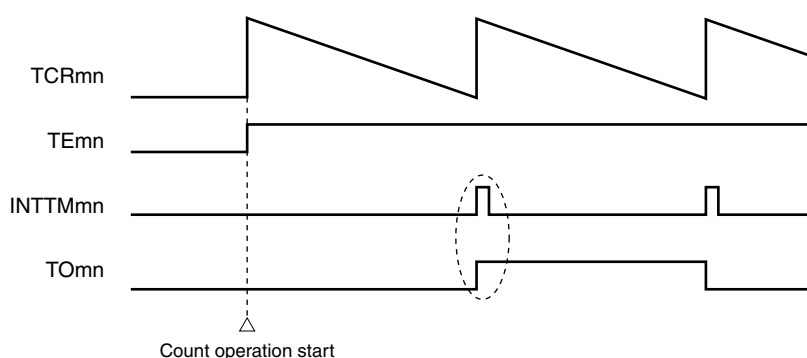 TCRmn
TEmn
INTTMmn
TOmn
Count operation start